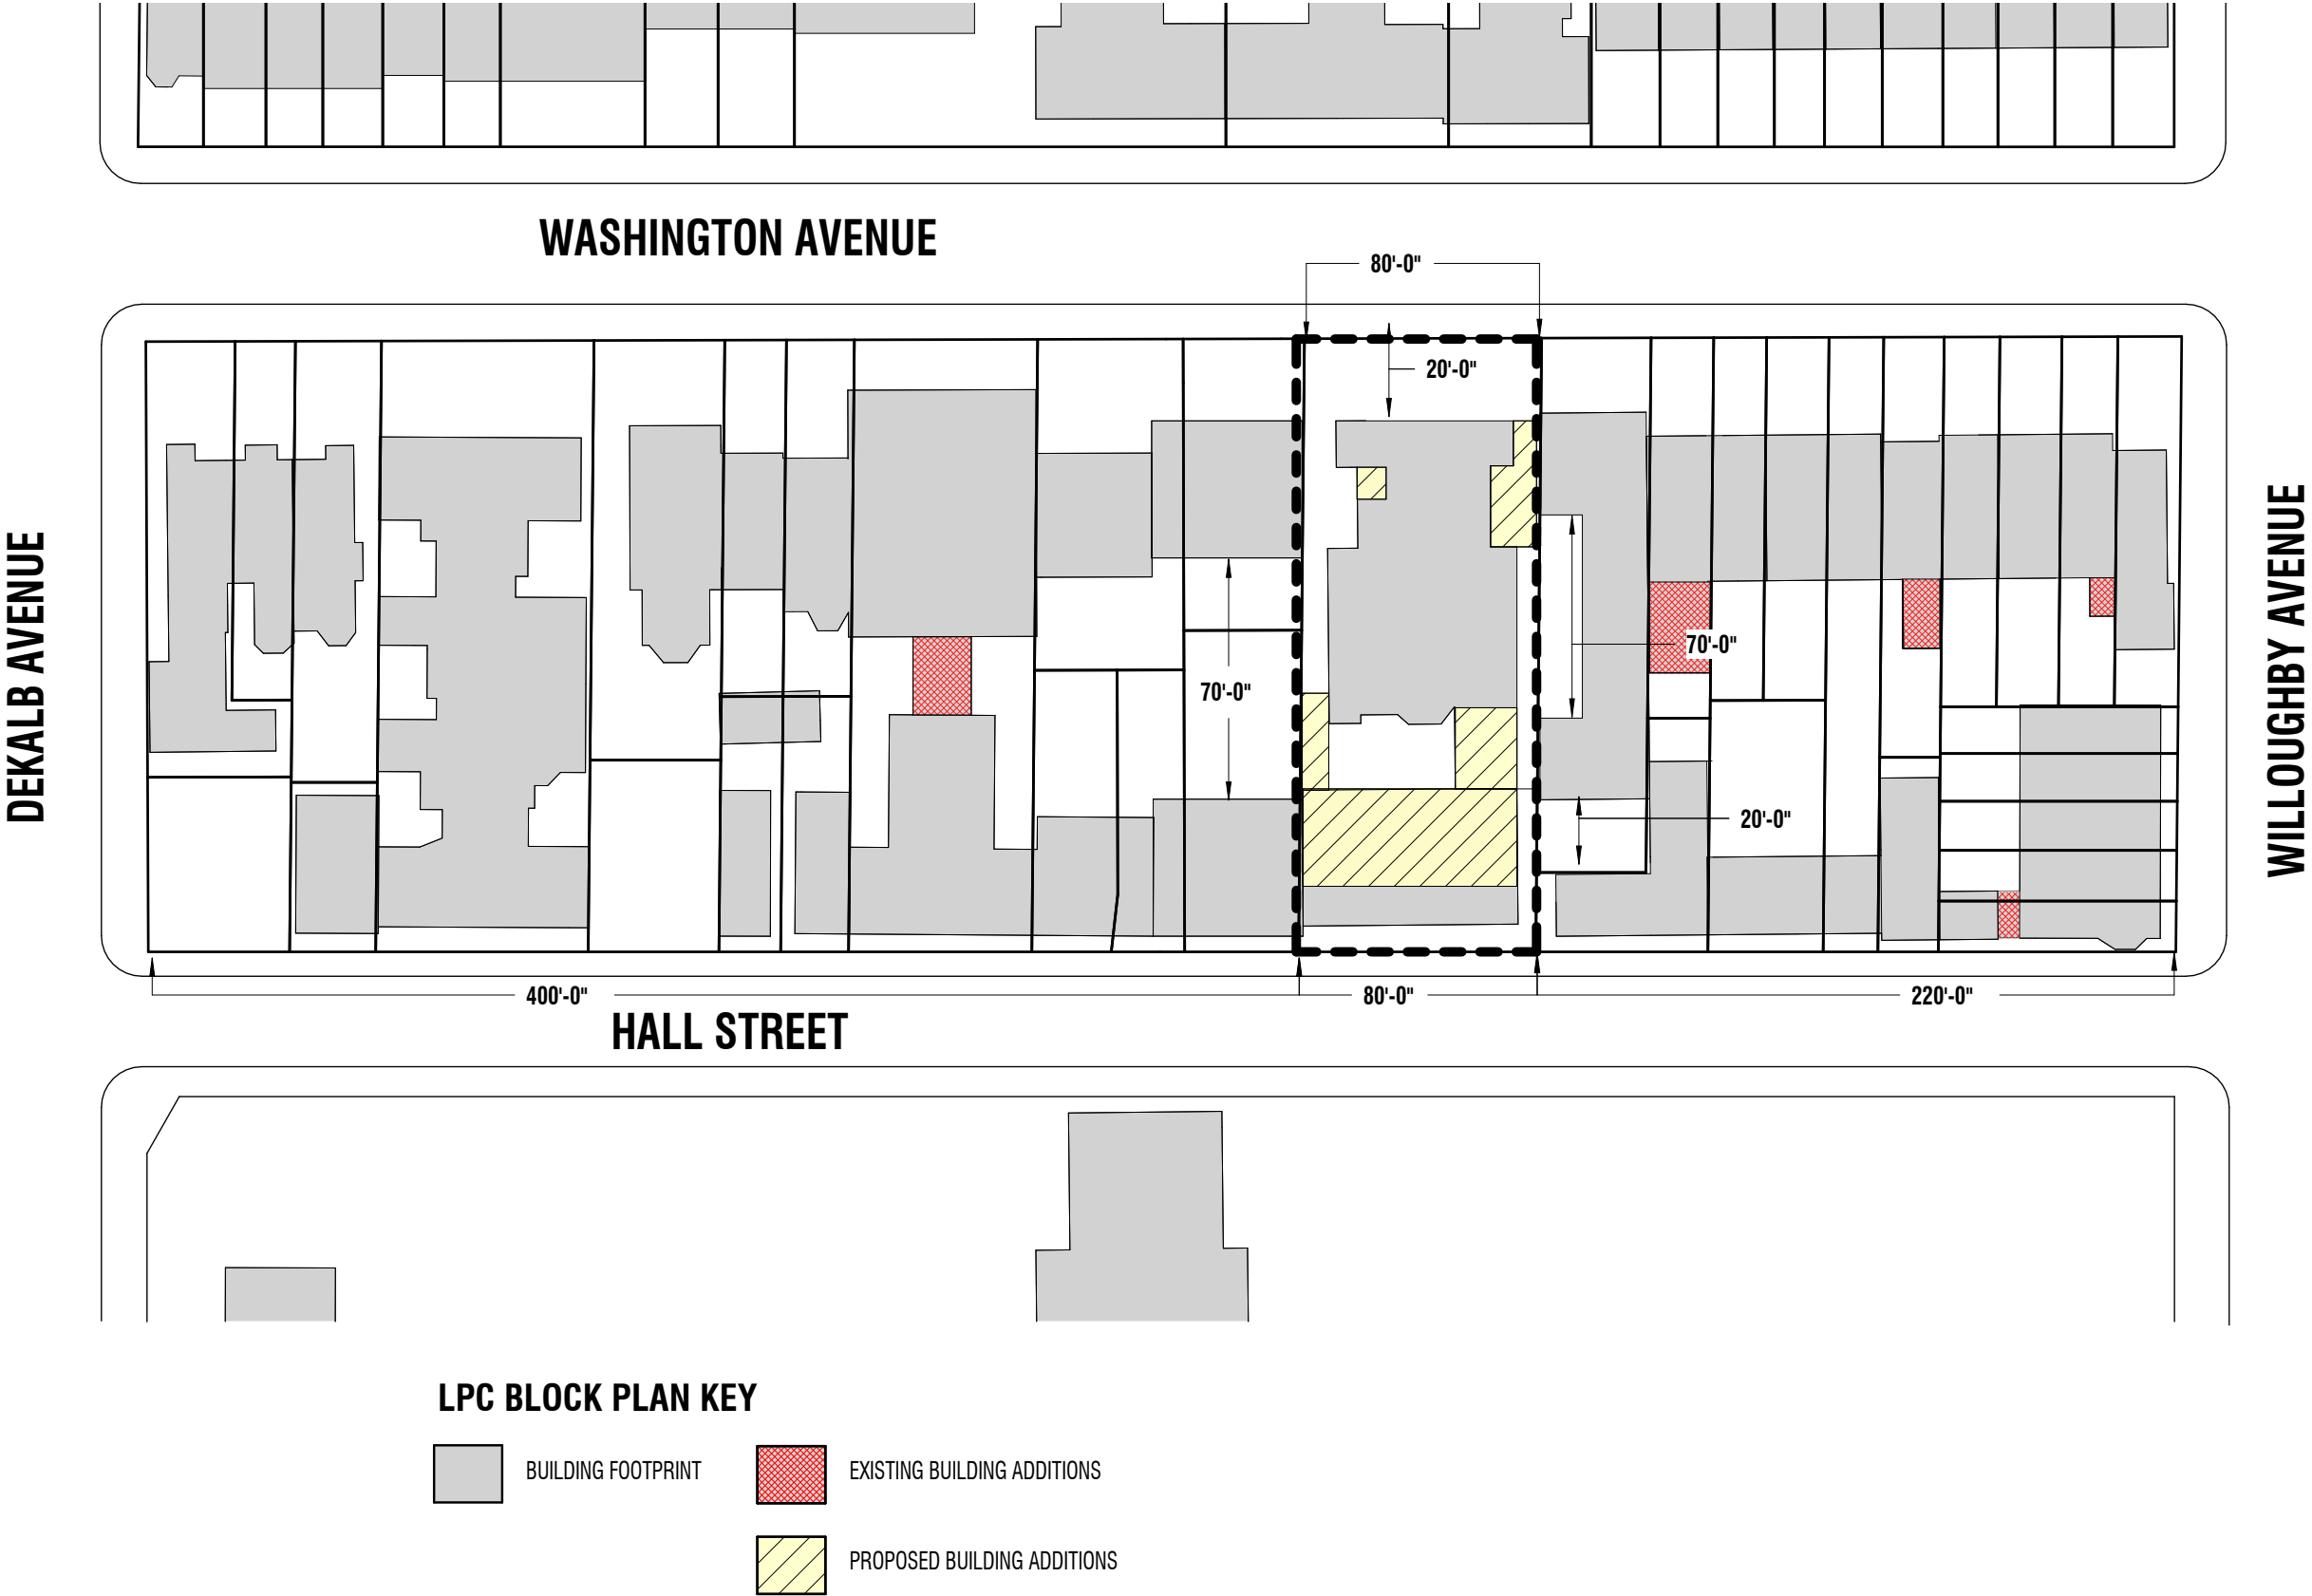 WASHINGTON AVENUE
80'-0"
20'-0"
DEKALB AVENUE
WILLOUGHBY AVENUE
70'-0"
70'-0"
20'-0"
400'-0"
80'-0"
220'-0"
HALL STREET
LPC BLOCK PLAN KEY
BUILDING FOOTPRINT
EXISTING BUILDING ADDITIONS
PROPOSED BUILDING ADDITIONS